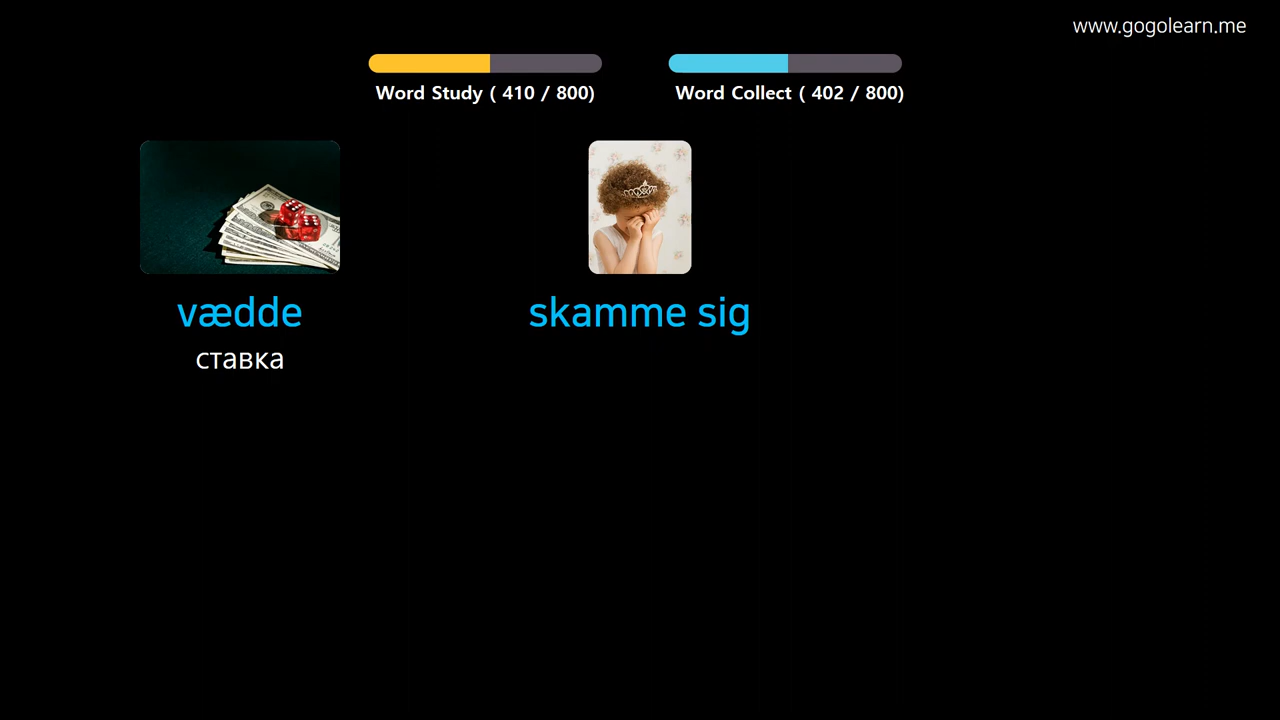 www.gogolearn.me
Word Study ( 410 / 800)
Word Collect ( 402 / 800)
vædde
skamme sig
ставка